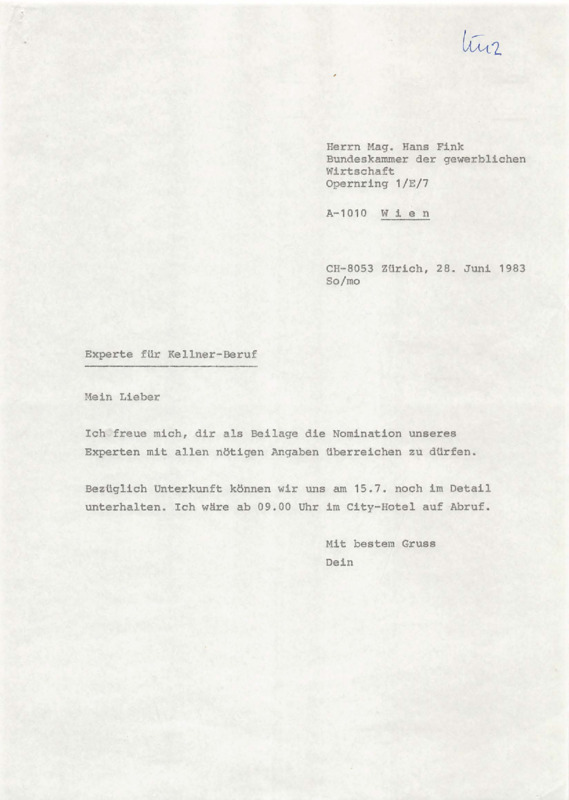 Herrn Mag. Hans Fink
Bundeskammer der gewerblichen
Wirtschaft
Opernring 1/E/7
A-1010 W i e n
CH-8053 Zürich, 28. Juni 1983
So/mo
Experte für Kellner-Beruf
Mein Lieber
Ich freue mich, dir als Beilage die Nomination unseres
Experten mit allen nötigen Angaben überreichen zu dürfen.
Bezüglich Unterkunft können wir uns am 15.7. noch im Detail
unterhalten. Ich wäre ab 09.00 Uhr im City-Hotel auf Abruf.
Mit bestem Gruss
Dein